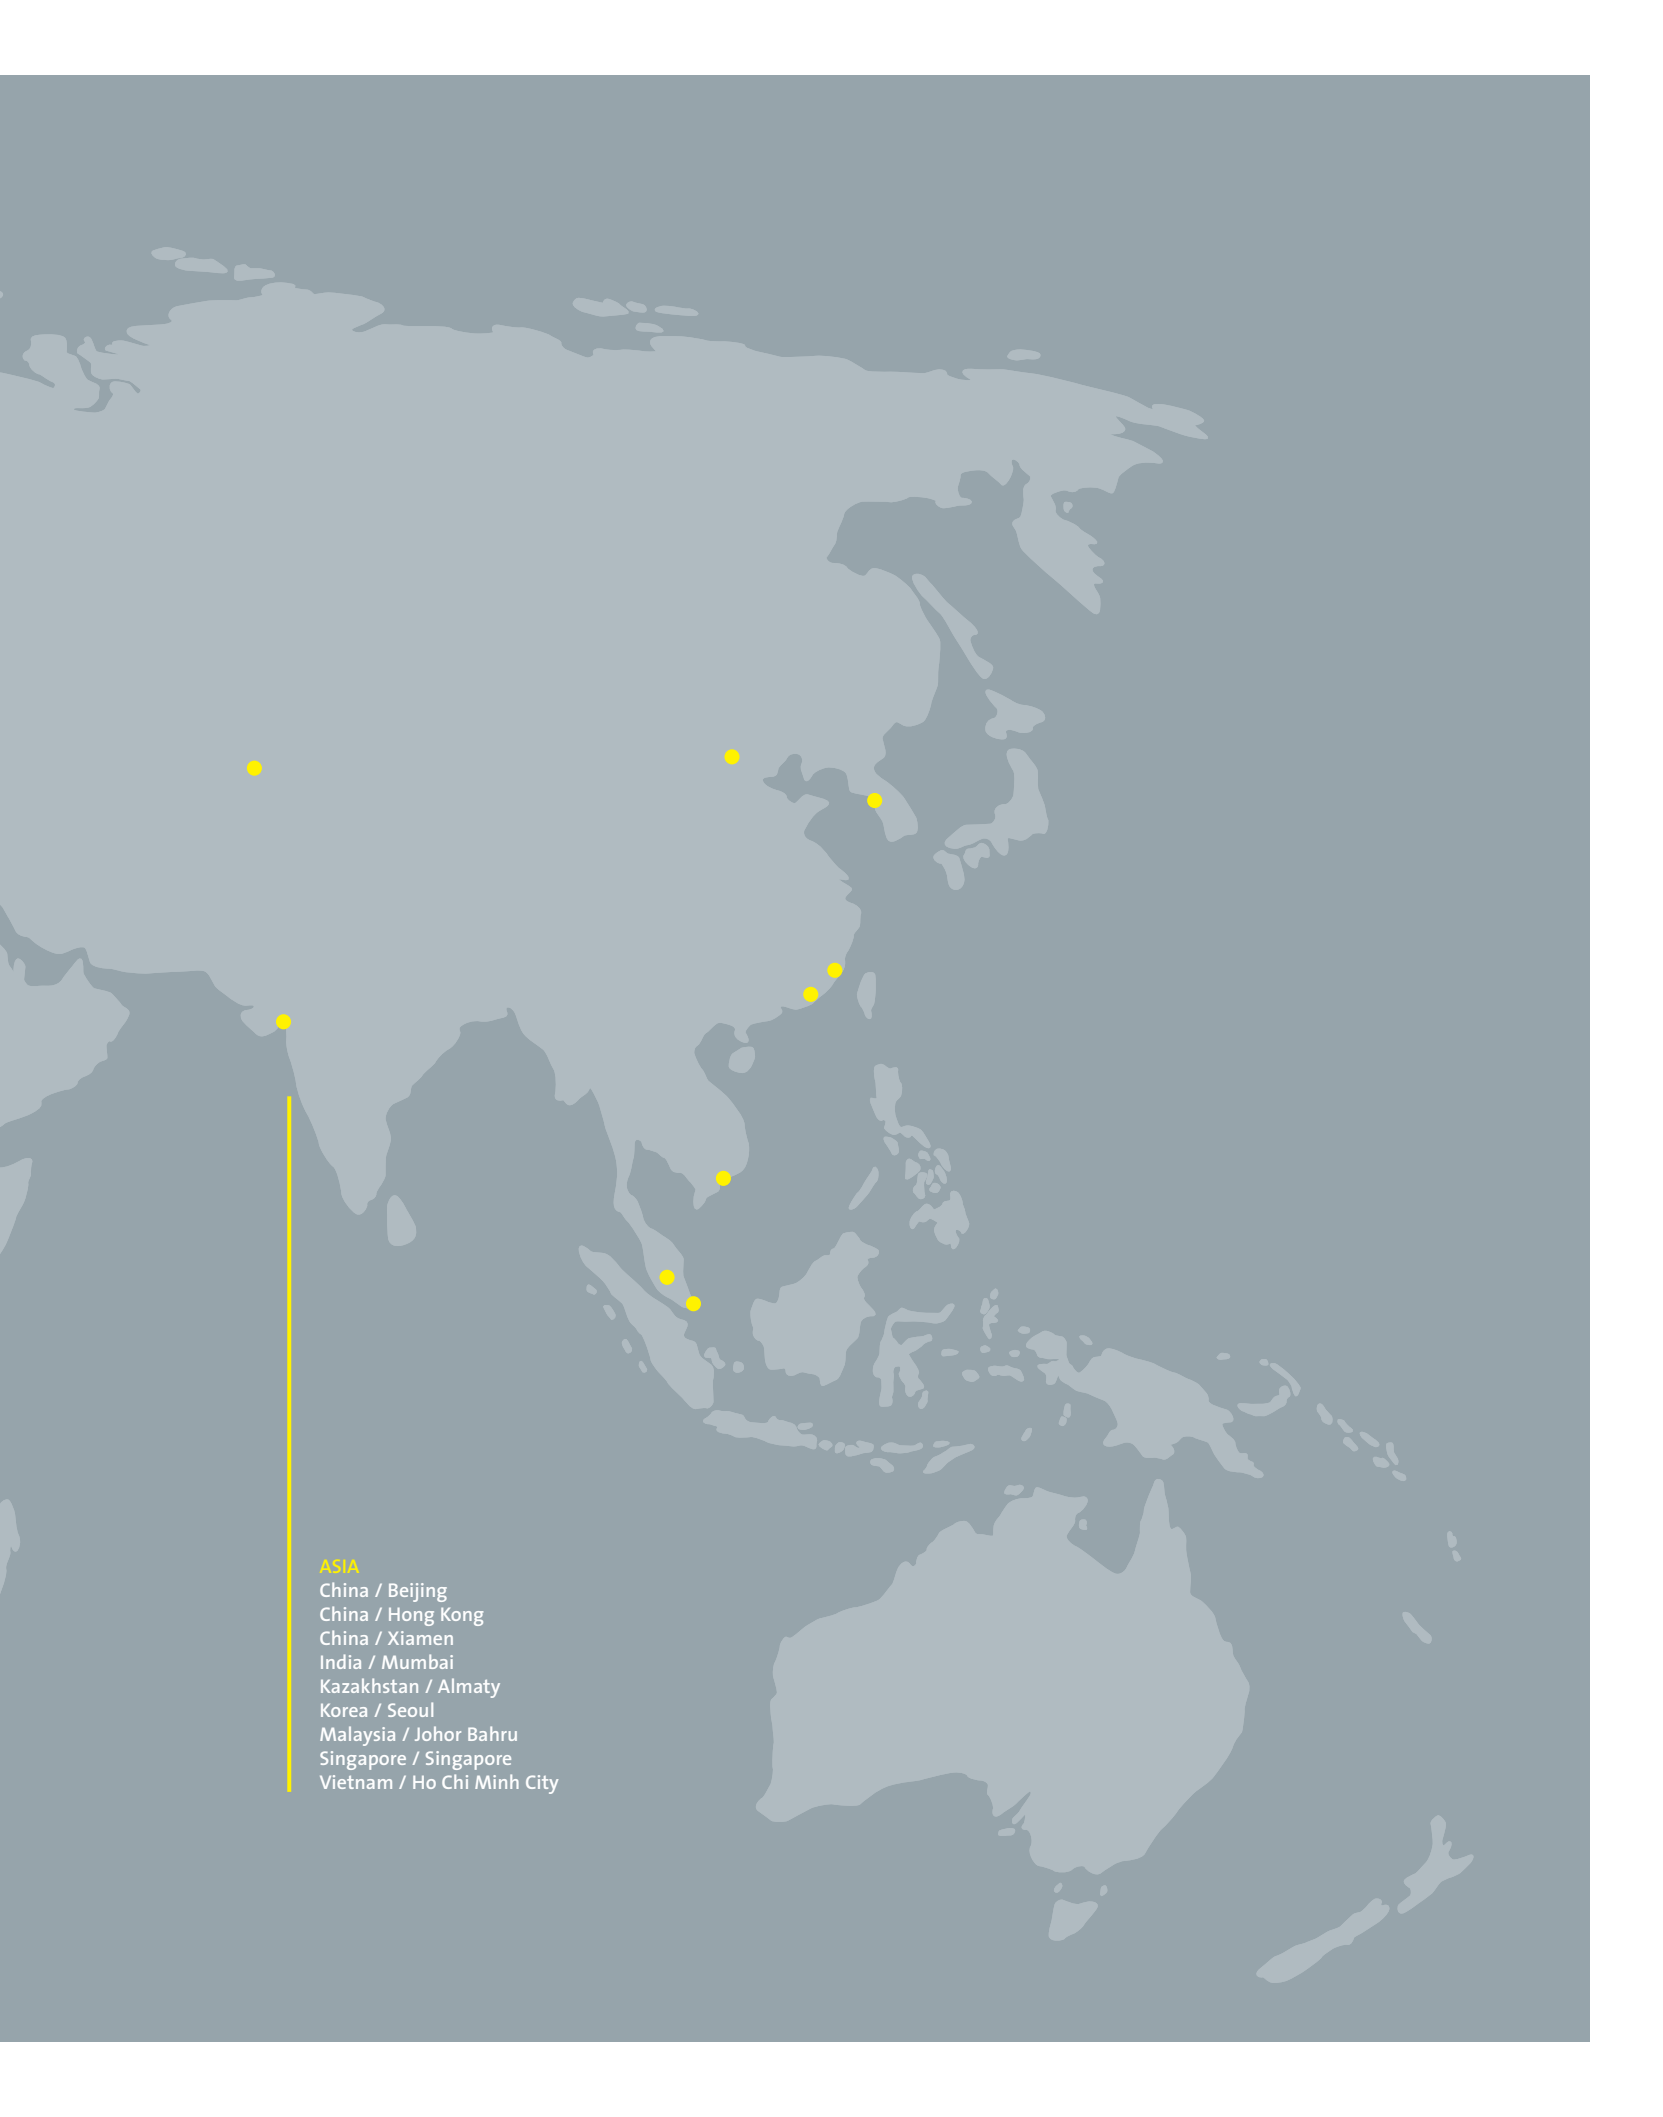 ASIA
China / Beijing
China / Hong Kong
China / Xiamen
India / Mumbai
Kazakhstan / Almaty
Korea / Seoul
Malaysia / Johor Bahru
Singapore / Singapore
Vietnam / Ho Chi Minh City